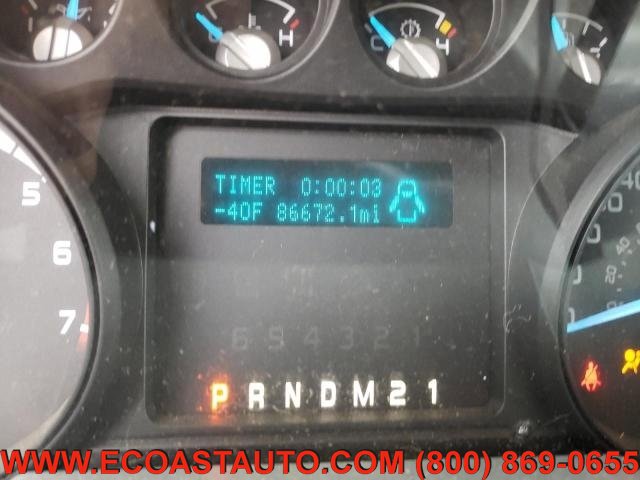 H
C 4
TIMER 0:00:03
-40F 86672.1mi
5
7
6 5 4 3 2 1
P R N D M 2 1
WWW.ECOASTAUTO.COM (800) 869-0655